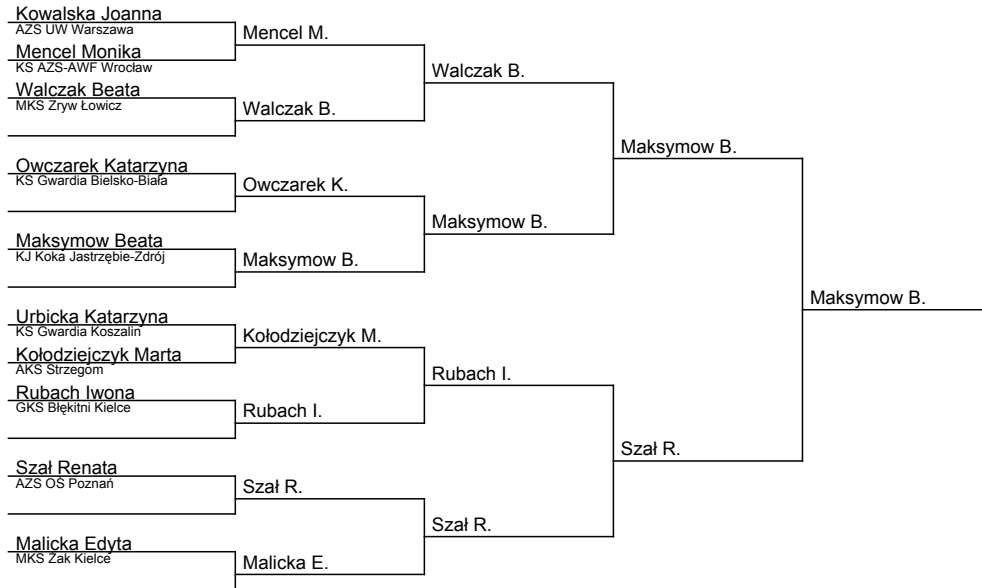 Kowalska Joanna
AZS UW Warszawa
Mencel M.
Mencel Monika
KS AZS-AWF Wrocław
Walczak B.
Walczak Beata
MKS Zryw Łowicz
Walczak B.
Maksymow B.
Owczarek Katarzyna
KS Gwardia Bielsko-Biała
Owczarek K.
Maksymow B.
Maksymow Beata
KJ Koka Jastrzębie-Zdrój
Maksymow B.
Maksymow B.
Urbicka Katarzyna
KS Gwardia Koszalin
Kołodziejczyk M.
Kołodziejczyk Marta
AKS Strzegom
Rubach I.
Rubach Iwona
GKS Błękitni Kielce
Rubach I.
Szał R.
Szał Renata
AZS OŚ Poznań
Szał R.
Szał R.
Malicka Edyta
MKS Żak Kielce
Malicka E.